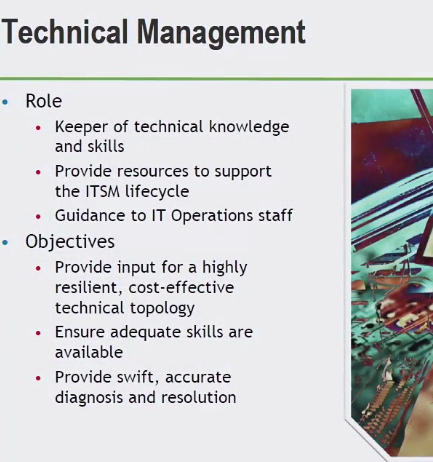 Technical Management
Role
Keeper of technical knowledge
and skills
Provide resources to support
the ITSM lifecycle
Guidance to IT Operations staff
Objectives
Provide input for a highly
resilient, cost-effective
technical topology
Ensure adequate skills are
available
Provide swift, accurate
diagnosis and resolution